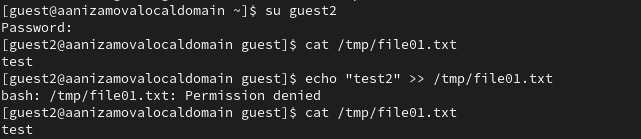 [guest@aanizamovalocaldomain ~]$ su guest2
Password:
[guest2@aanizamovalocaldomain guest]$ cat /tmp/file01.txt
test
[guest2@aanizamovalocaldomain guest]$ echo "test2" >> /tmp/file01.txt
bash: /tmp/file01.txt: Permission denied
[guest2@aanizamovalocaldomain guest]$ cat /tmp/file01.txt
test